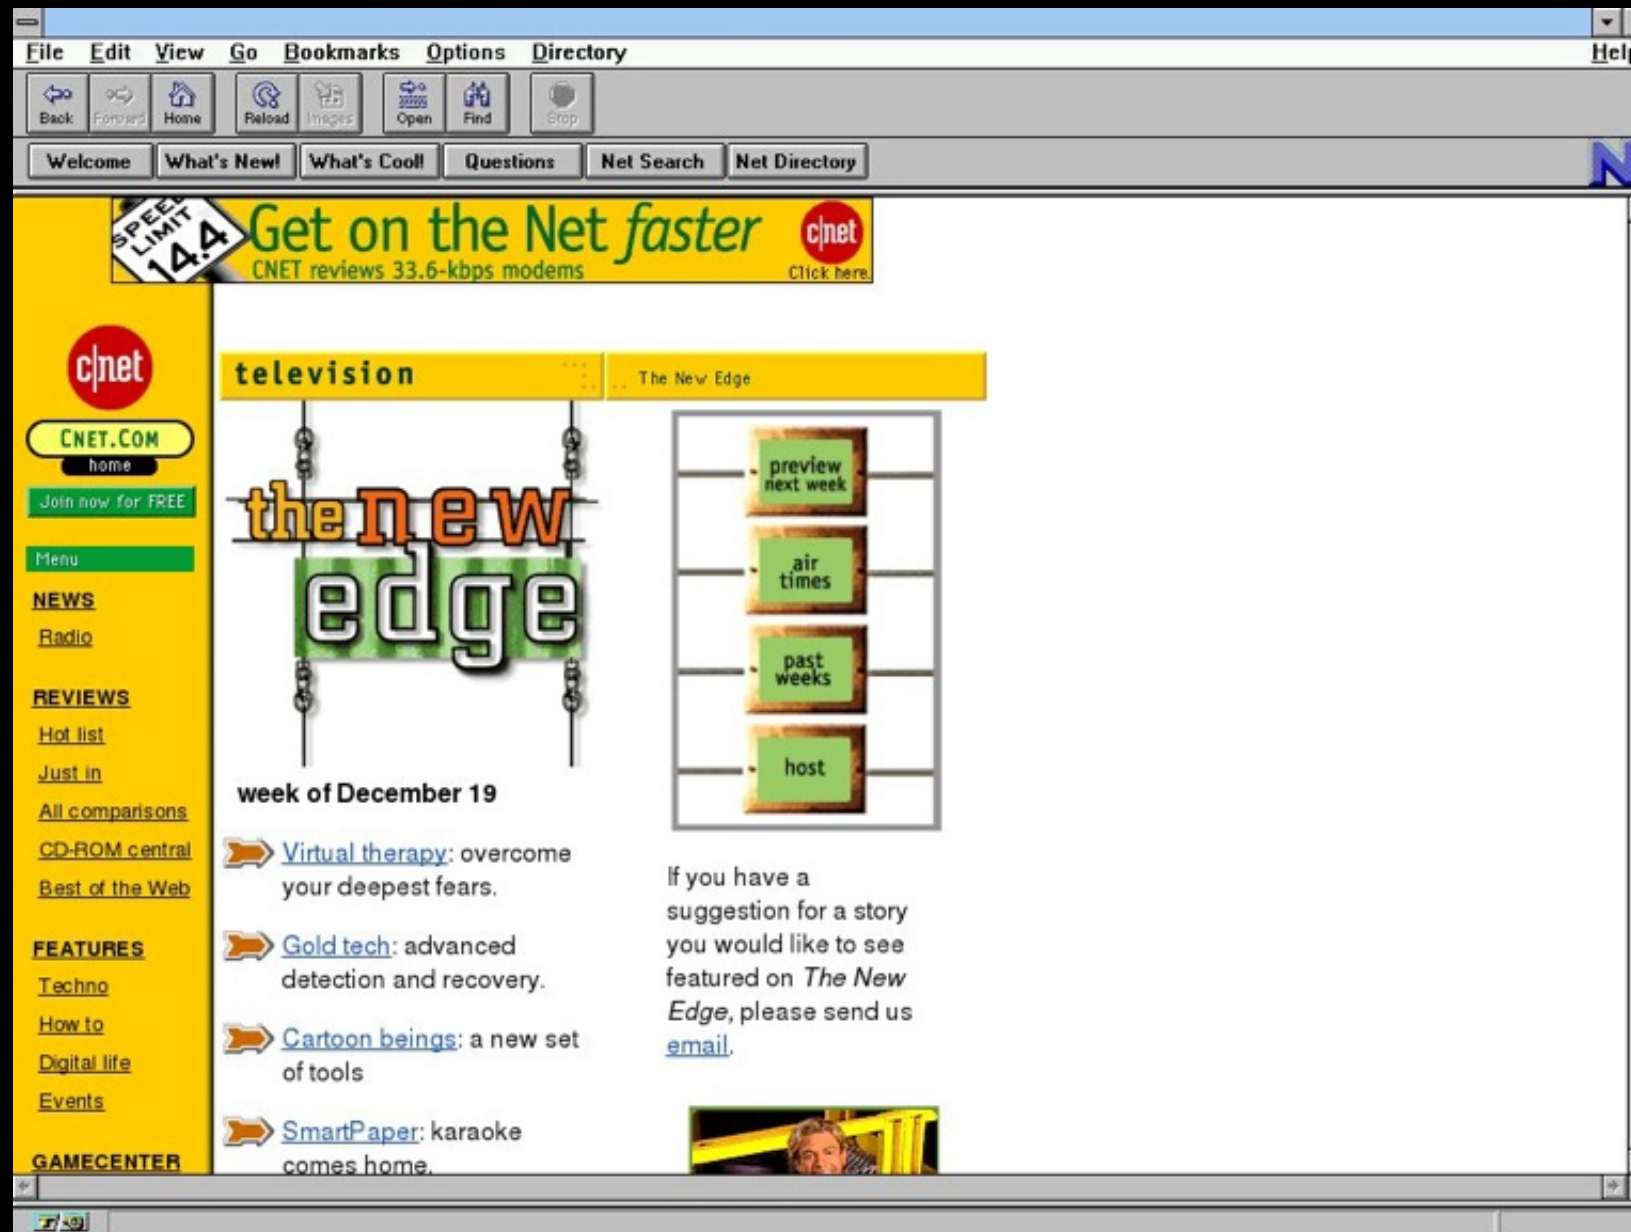 File Edit View Go Bookmarks Options Directory Help
Back Forward Home Reload Images Open Find Stop
Welcome What's New! What's Cool! Questions Net Search Net Directory
N
SPEED
LIMIT
14.4
Get on the Net faster
CNET reviews 33.6-kbps modems
c|net
Click here.
c|net
CNET.COM
home
Join now for FREE
Menu
NEWS
Radio
REVIEWS
Hot list
Just in
All comparisons
CD-ROM central
Best of the Web
FEATURES
Techno
How to
Digital life
Events
GAMECENTER
television
The New Edge
the new
edge
week of December 19
Virtual therapy: overcome
your deepest fears.
Gold tech: advanced
detection and recovery.
Cartoon beings: a new set
of tools
SmartPaper: karaoke
comes home.
preview
next week
air
times
past
weeks
host
If you have a
suggestion for a story
you would like to see
featured on The New
Edge, please send us
email.